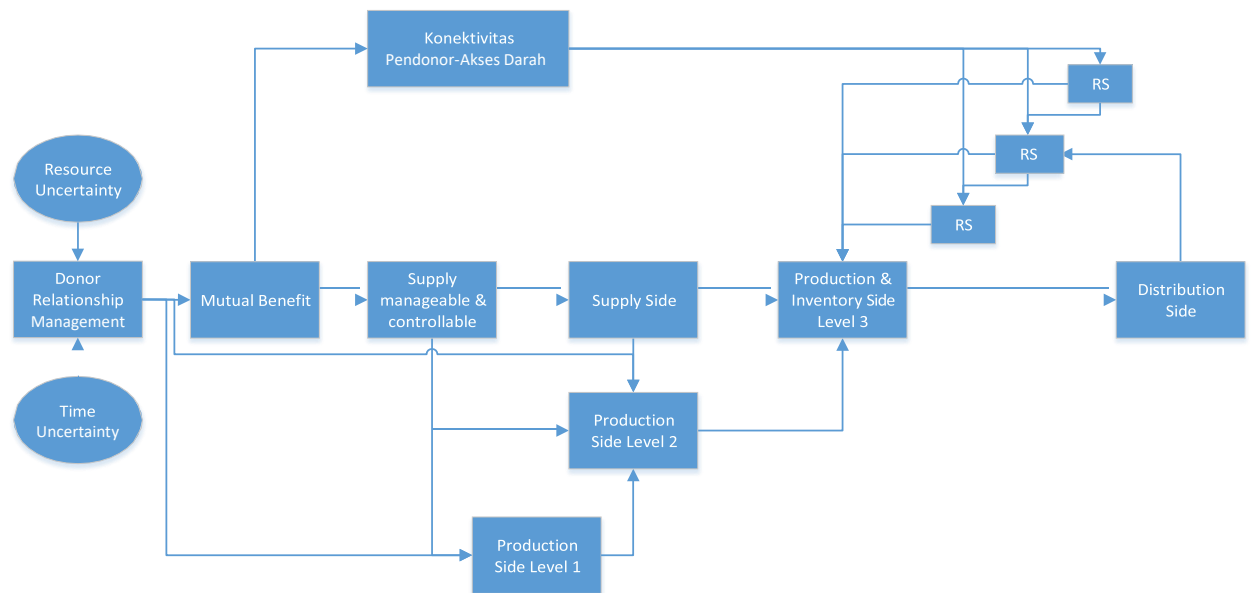 Konektivitas
Pendonor-Akses Darah
RS
RS
RS
Resource
Uncertainty
Donor
Relationship
Management
Mutual Benefit
Supply
manageable &
controllable
Supply Side
Production &
Inventory Side
Level 3
Distribution
Side
Time
Uncertainty
Production
Side Level 2
Production
Side Level 1